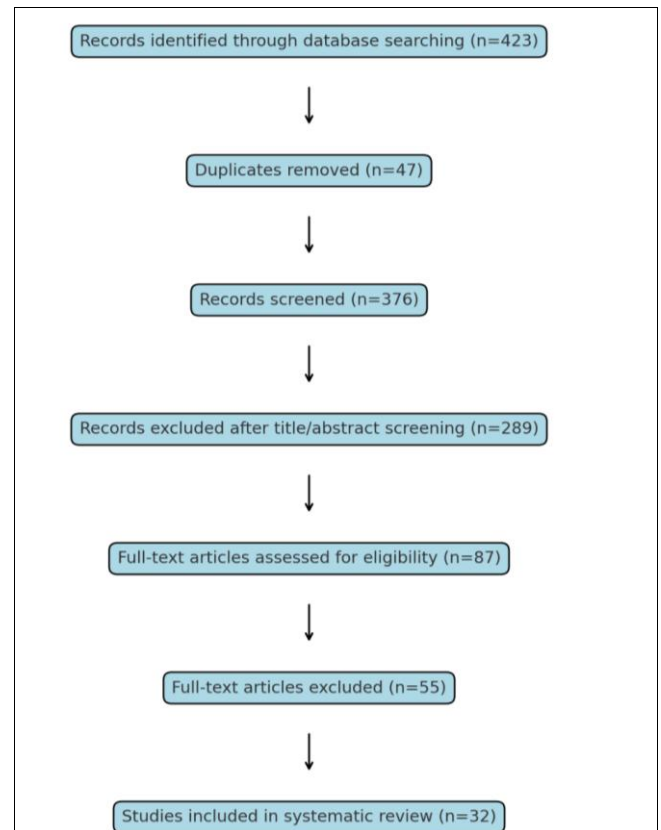 Records identified through database searching (n=423)
Duplicates removed (n=47)
Records screened (n=376)
Records excluded after title/abstract screening (n=289)
Full-text articles assessed for eligibility (n=87)
Full-text articles excluded (n=55)
Studies included in systematic review (n=32)